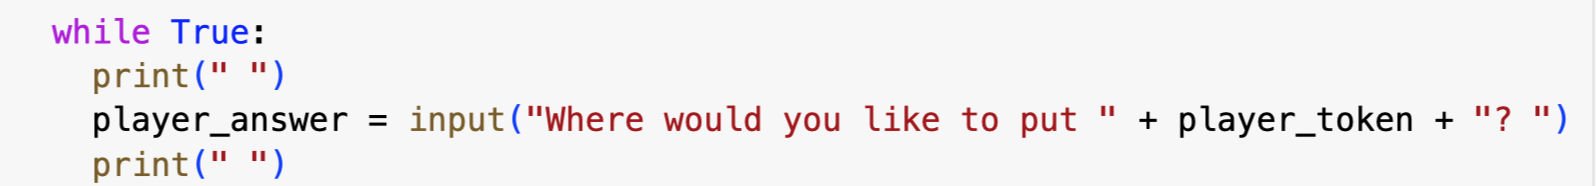 while True:
print(" ")
player_answer = input("Where would you like to put " + player_token + "? ")
print(" ")